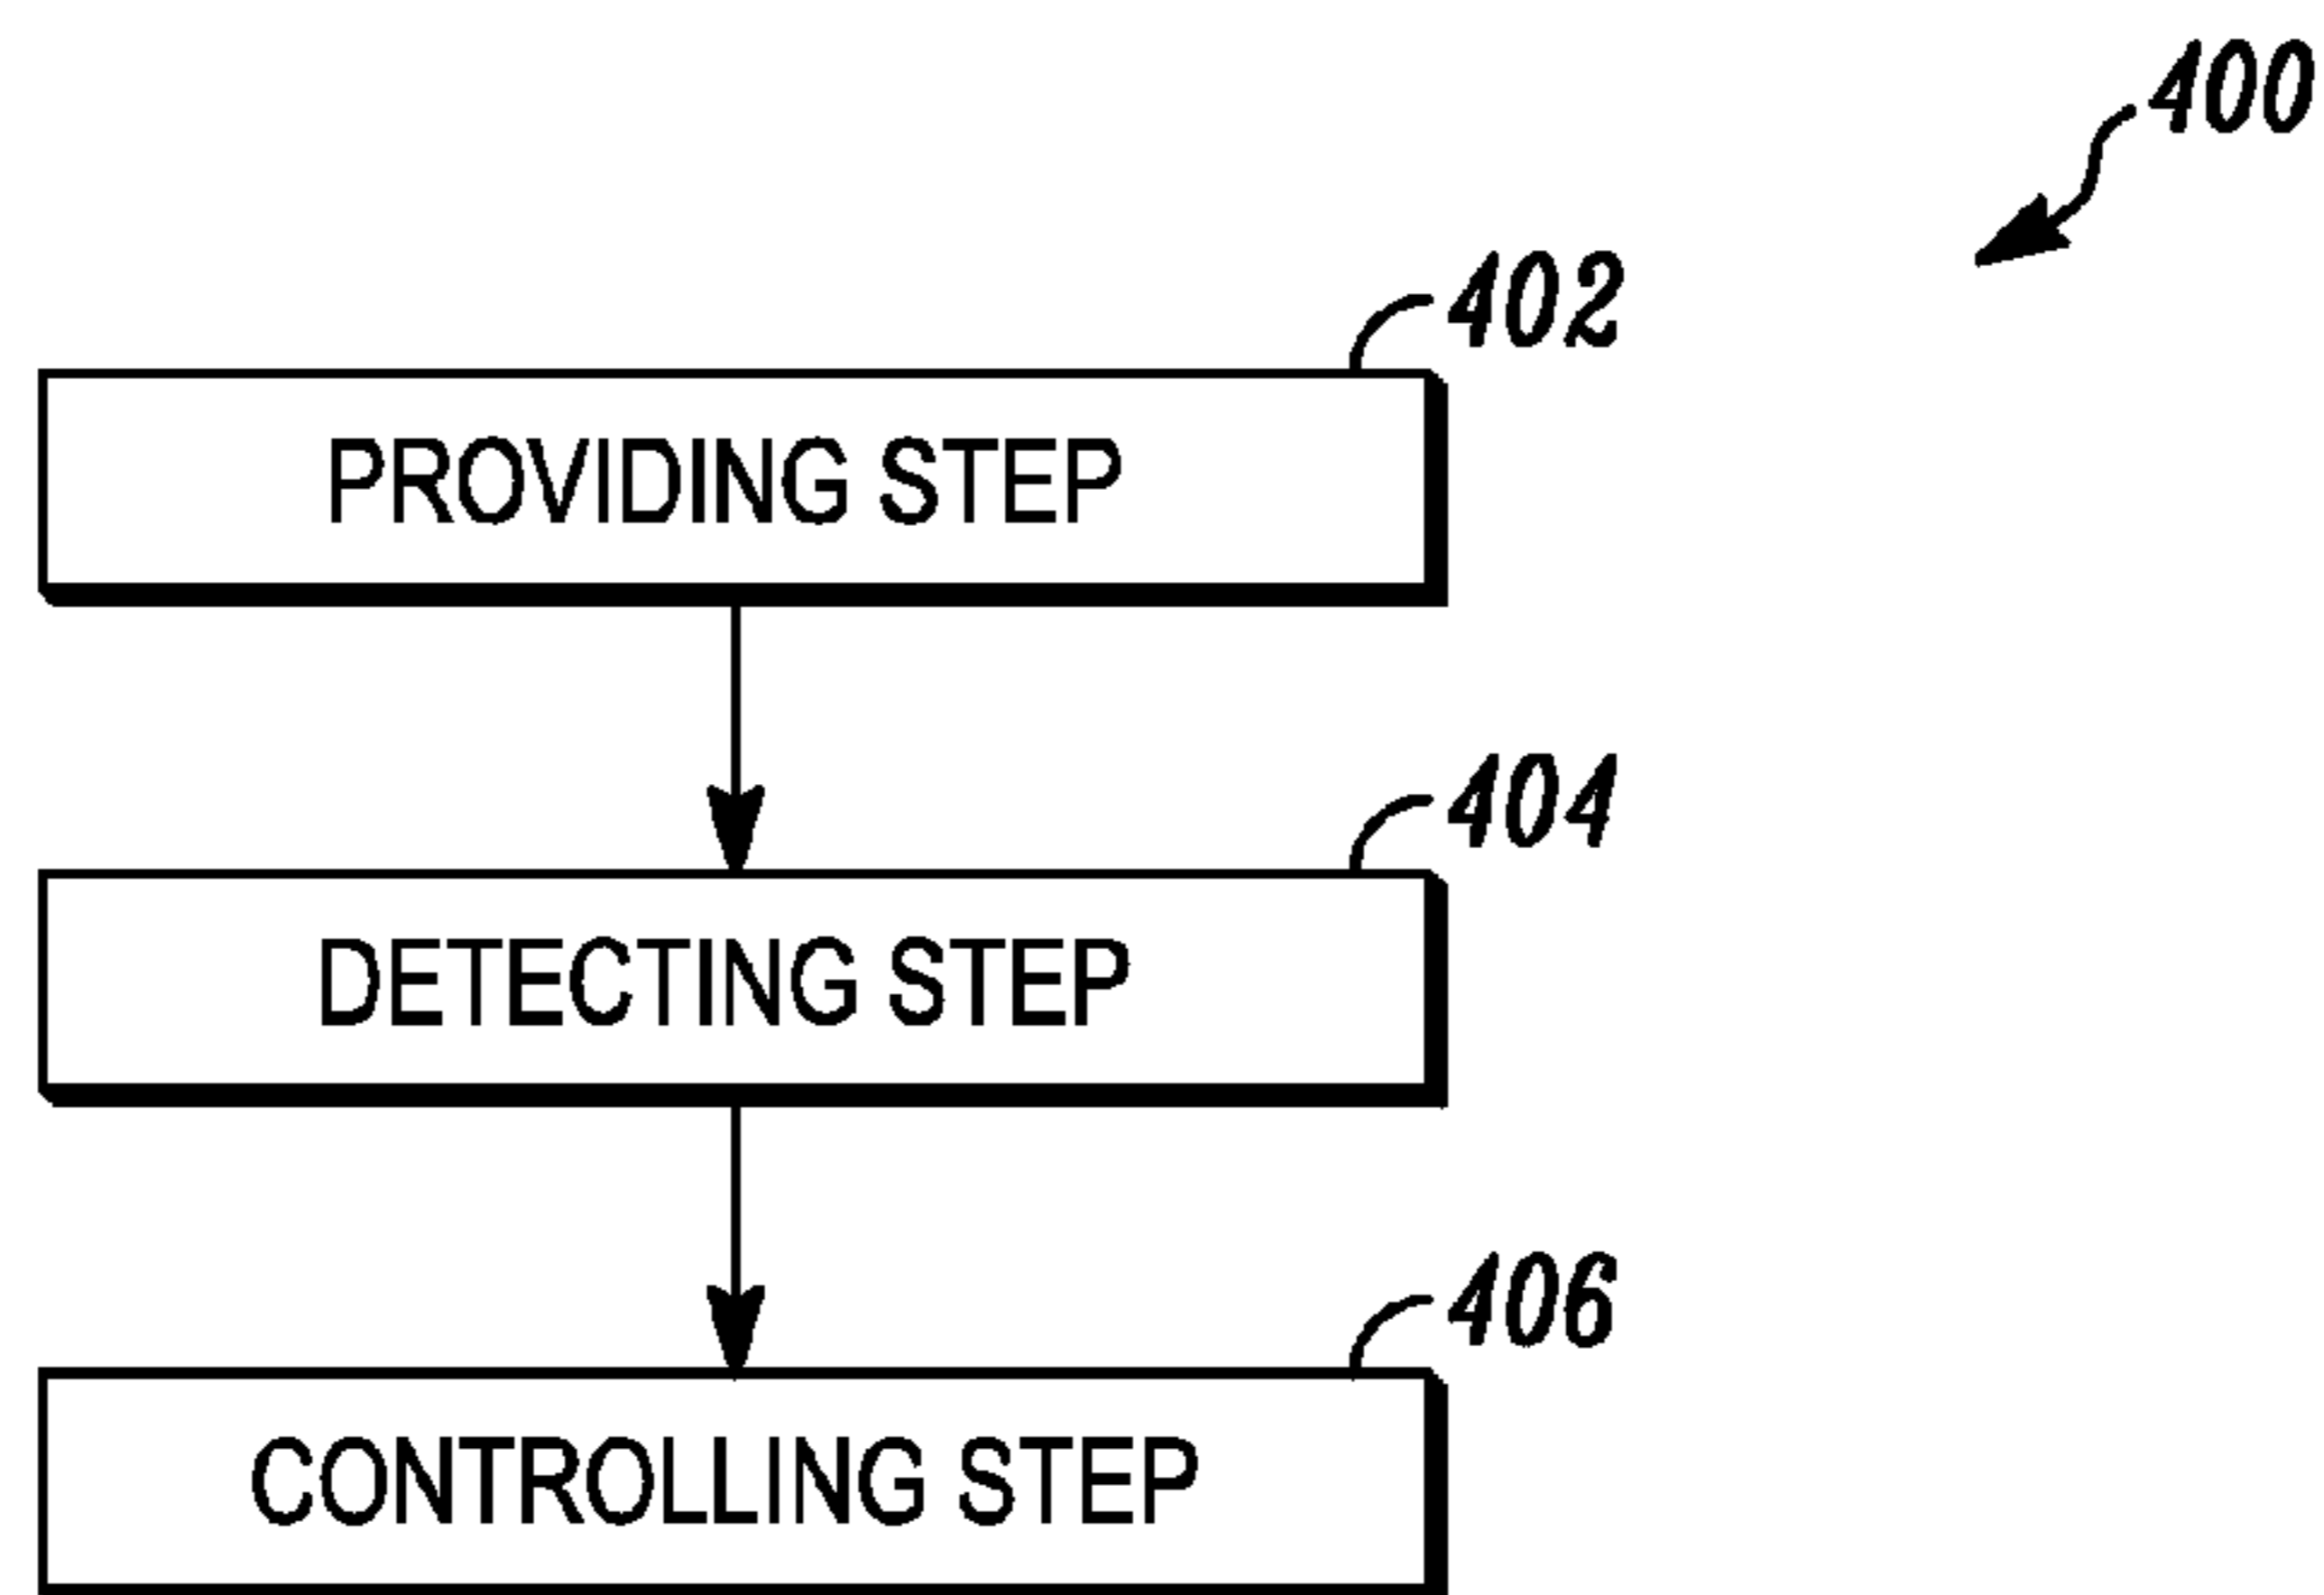 400
402
PROVIDING STEP
404
DETECTING STEP
406
CONTROLLING STEP